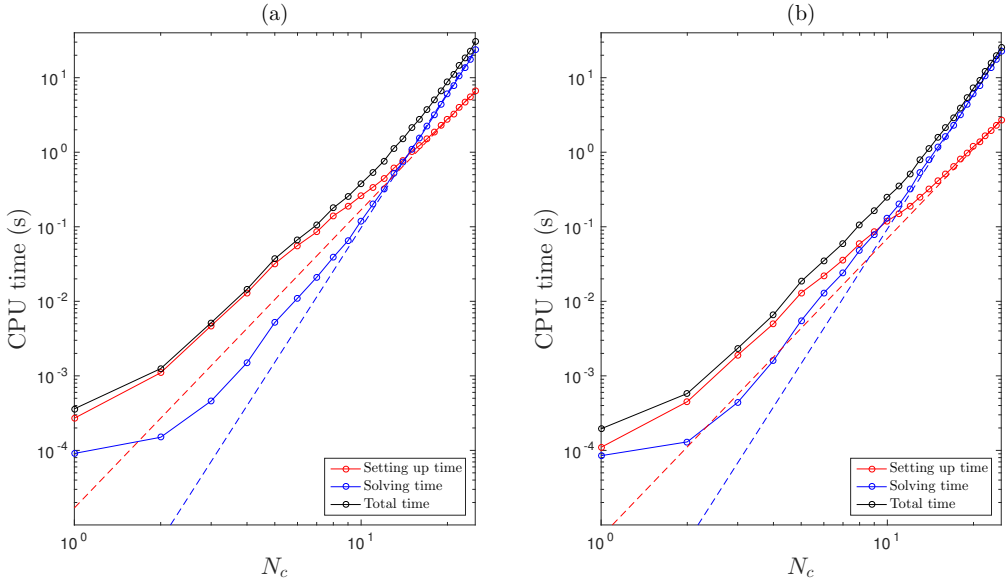 (a)
CPU time (s)
10^1
10^0
10^-1
10^-2
10^-3
10^-4
10^0
10^1
N_c
Setting up time
Solving time
Total time
(b)
CPU time (s)
10^1
10^0
10^-1
10^-2
10^-3
10^-4
10^0
10^1
N_c
Setting up time
Solving time
Total time